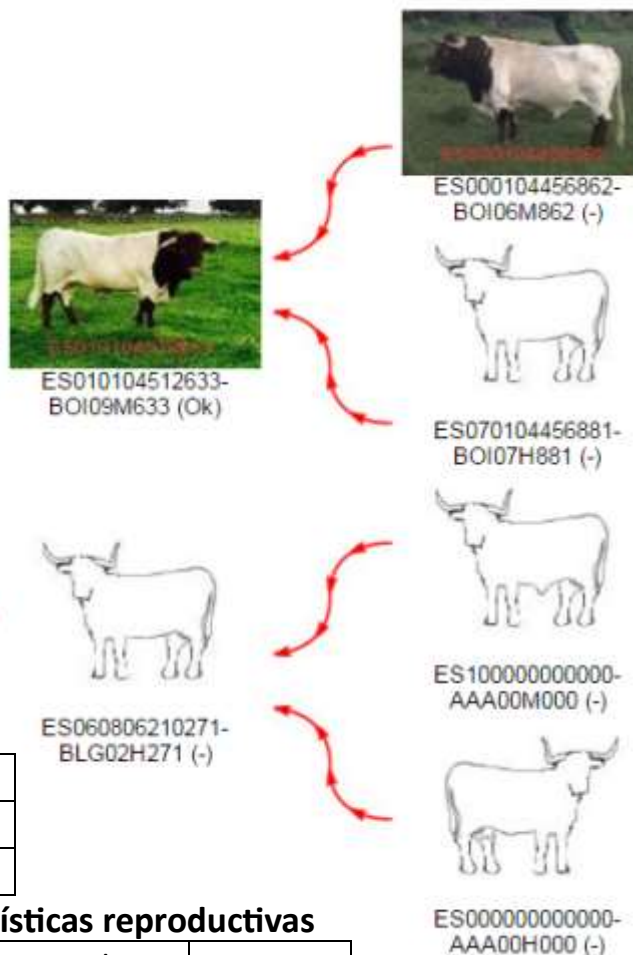 ES000104456862-
BOI06M862 (-)
ES010104512633-
BOI09M633 (Ok)
ES070104456881-
BOI07H881 (-)
ES100000000000-
AAA00M000 (-)
ES060806210271-
BLG02H271 (-)
ES000000000000-
AAA00H000 (-)
ísticas reproductivas